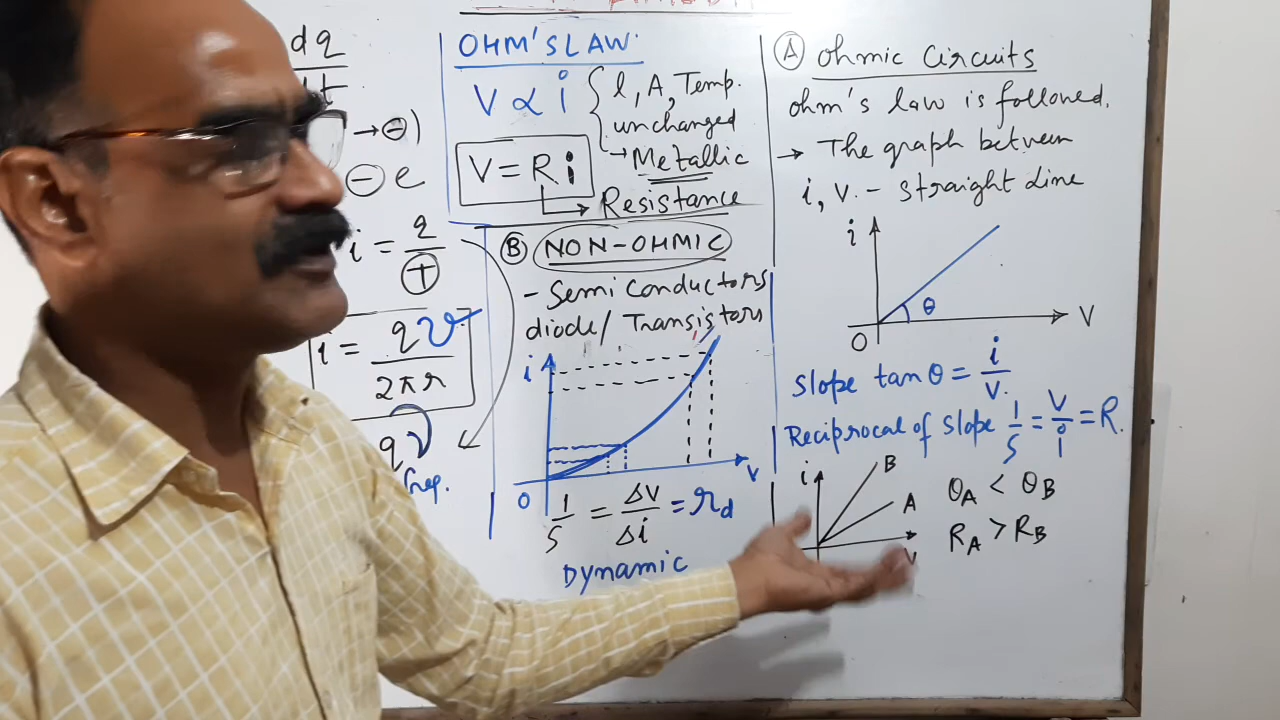 dq
dt
→⊖)
⊖ e
i = q/T
i = qv/2πr
q
freq.
OHM'S LAW.
V ∝ i { l, A, Temp.
unchanged
V = R i
→ Metallic
→ Resistance
Ⓑ NON-OHMIC
- Semi conductors
diode/ Transistors
i
O
V
1/S = ΔV/Δi = rd
Dynamic
Ⓐ ohmic Circuits
ohm's law is followed.
→ The graph between
i, V. - straight Line
i
θ
V
O
Slope tan θ = i/V.
Reciprocal of slope 1/S = V/i = R.
i
B
A
V
θA < θB
RA > RB